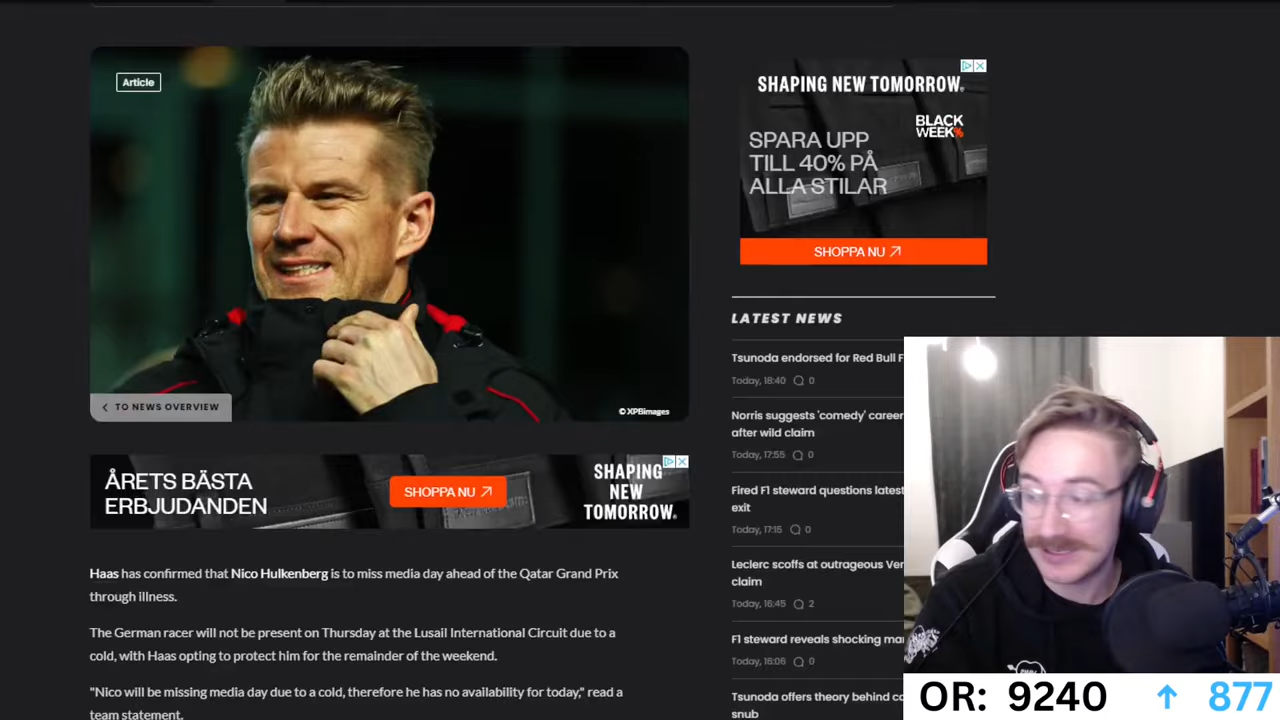 Article
TO NEWS OVERVIEW
© XPBimages
ÅRETS BÄSTA
ERBJUDANDEN
SHOPPA NU
SHAPING
NEW
TOMORROW.
Haas has confirmed that Nico Hulkenberg is to miss media day ahead of the Qatar Grand Prix
through illness.
The German racer will not be present on Thursday at the Lusail International Circuit due to a
cold, with Haas opting to protect him for the remainder of the weekend.
"Nico will be missing media day due to a cold, therefore he has no availability for today," read a
team statement.
SHAPING NEW TOMORROW.
BLACK
WEEK%
SPARA UPP
TILL 40% PÅ
ALLA STILAR
SHOPPA NU
LATEST NEWS
Tsunoda endorsed for Red Bull F
Today, 18:40 0
Norris suggests 'comedy' career
after wild claim
Today, 17:55 0
Fired F1 steward questions latest
exit
Today, 17:15 0
Leclerc scoffs at outrageous Ver
claim
Today, 16:45 2
F1 steward reveals shocking
Today, 16:06 0
Tsunoda offers theory behind
snub
OR: 9240 ↑ 877